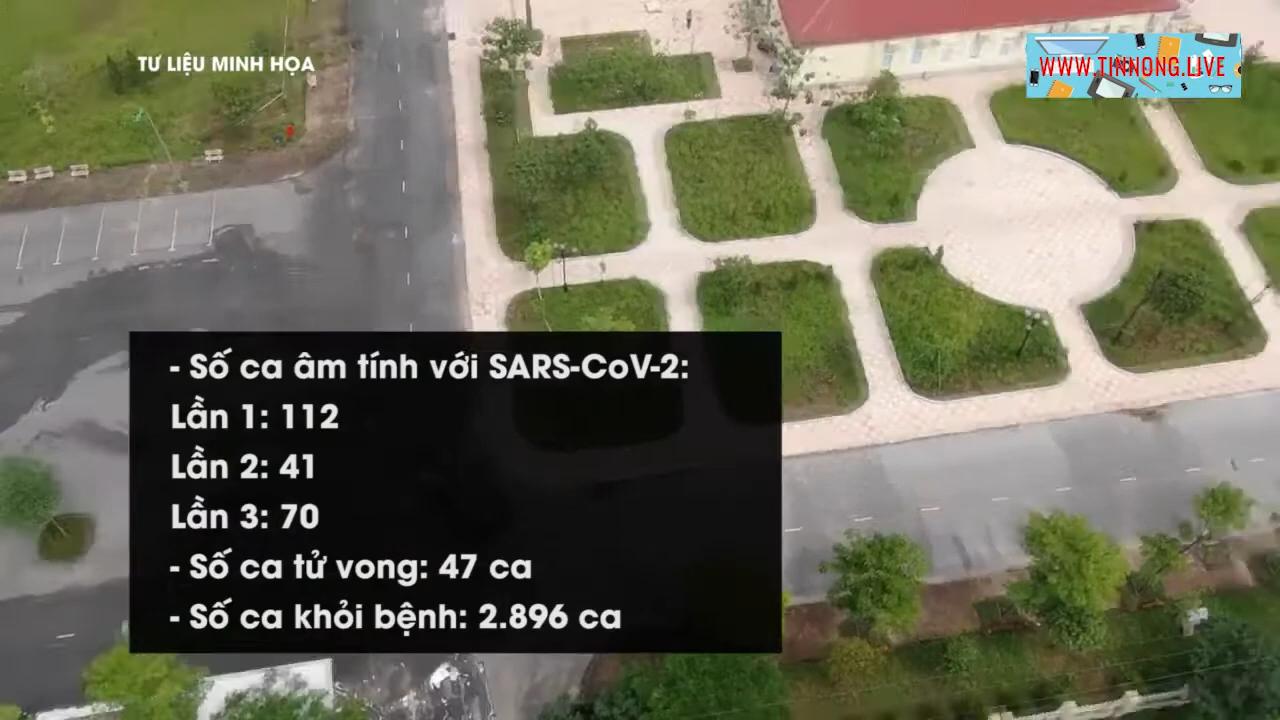 TƯ LIỆU MINH HỌA
WWW.TINNONG.LIVE
- Số ca âm tính với SARS-CoV-2:
Lần 1: 112
Lần 2: 41
Lần 3: 70
- Số ca tử vong: 47 ca
- Số ca khỏi bệnh: 2.896 ca